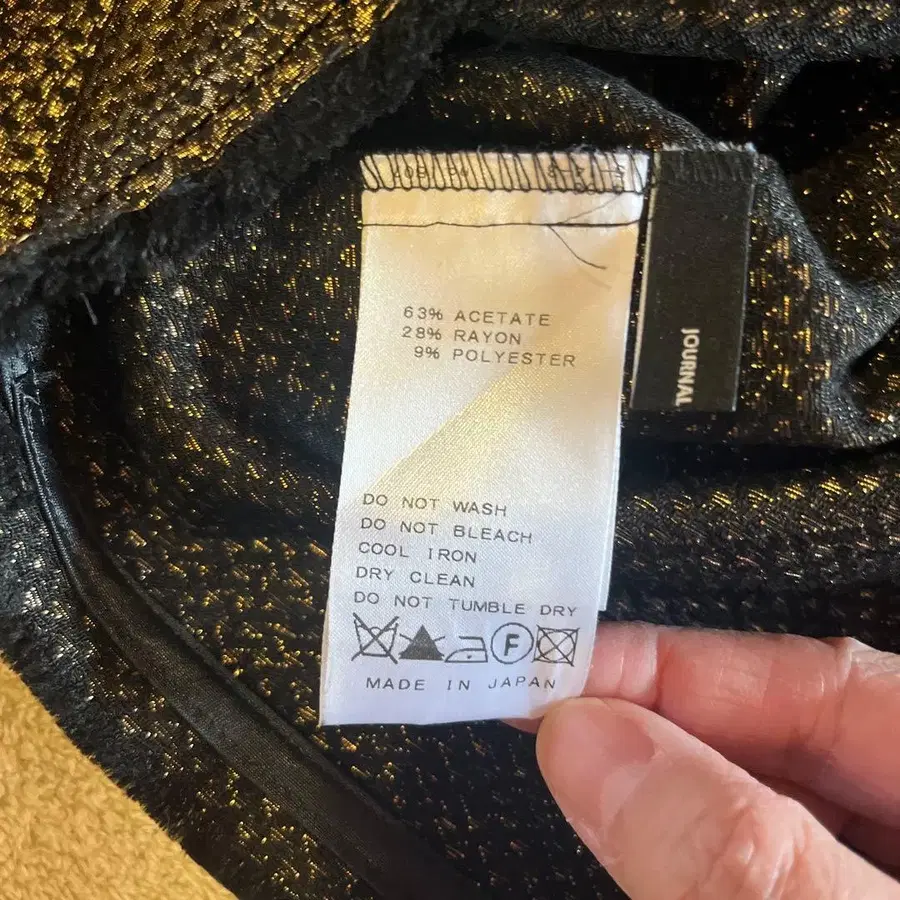 63% ACETATE
28% RAYON
9% POLYESTER
DO NOT WASH
DO NOT BLEACH
COOL IRON
DRY CLEAN
DO NOT TUMBLE DRY
F
MADE IN JAPAN
JOURNAL